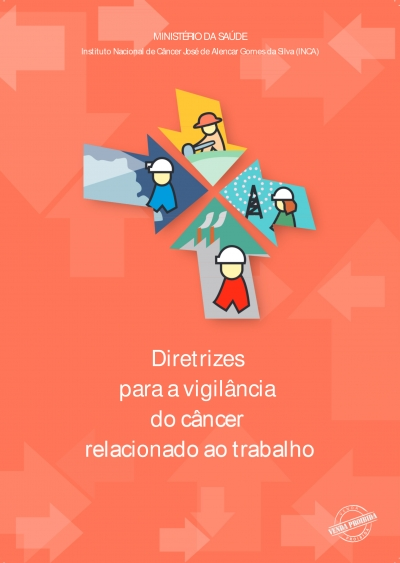 MINISTÉRIO DA SAÚDE
Instituto Nacional de Câncer José de Alencar Gomes da Silva (INCA)
Diretrizes
para a vigilância
do câncer
relacionado ao trabalho
VENDA PROIBIDA